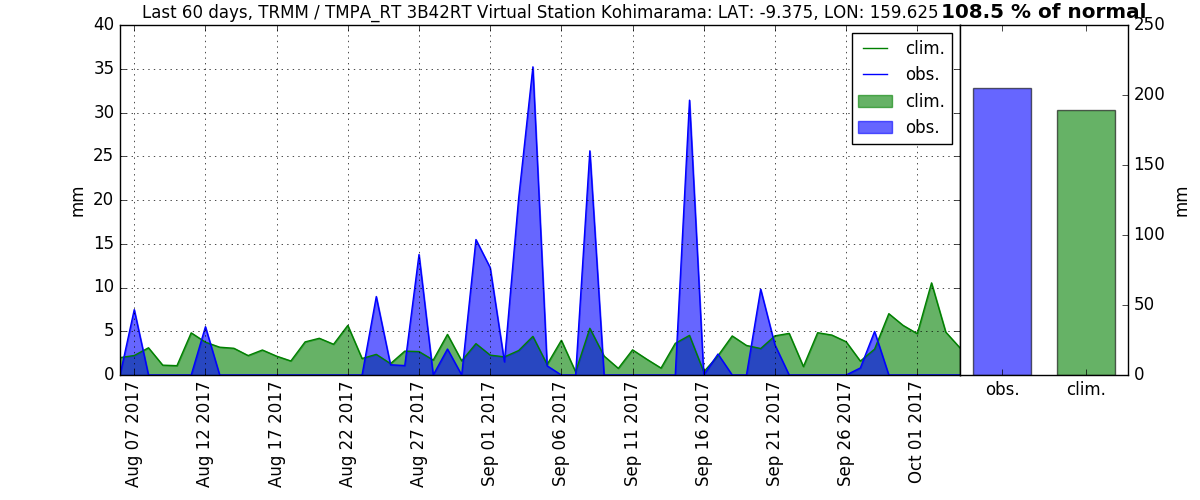 Last 60 days, TRMM / TMPA_RT 3B42RT Virtual Station Kohimarama: LAT: -9.375, LON: 159.625 108.5 % of normal
40
35
30
25
20
15
10
5
0
mm
clim.
obs.
clim.
obs.
Aug 07 2017
Aug 12 2017
Aug 17 2017
Aug 22 2017
Aug 27 2017
Sep 01 2017
Sep 06 2017
Sep 11 2017
Sep 16 2017
Sep 21 2017
Sep 26 2017
Oct 01 2017
250
200
150
100
50
0
mm
obs. clim.